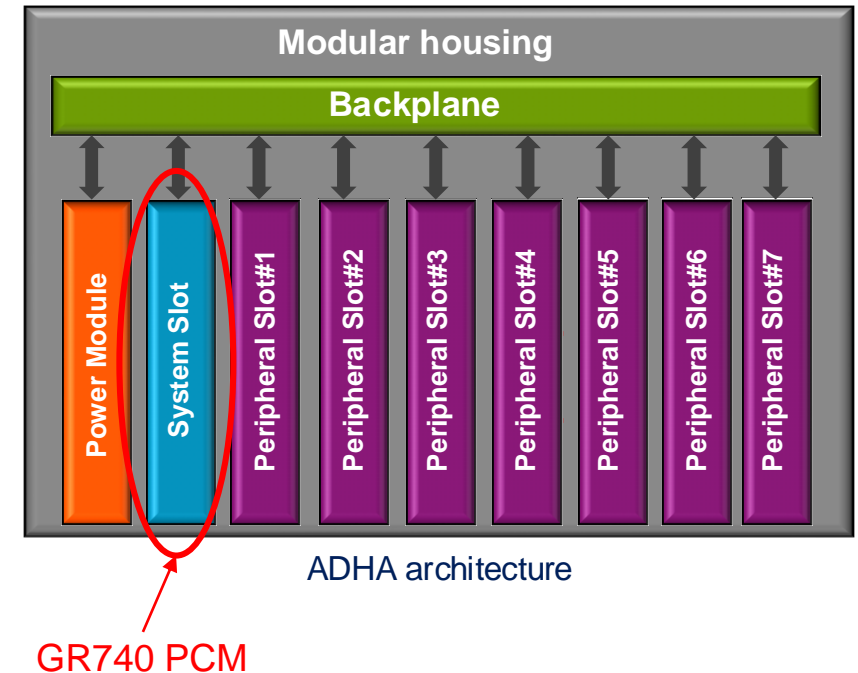 Modular housing
Backplane
Power Module
System Slot
Peripheral Slot#1
Peripheral Slot#2
Peripheral Slot#3
Peripheral Slot#4
Peripheral Slot#5
Peripheral Slot#6
Peripheral Slot#7
ADHA architecture
GR740 PCM